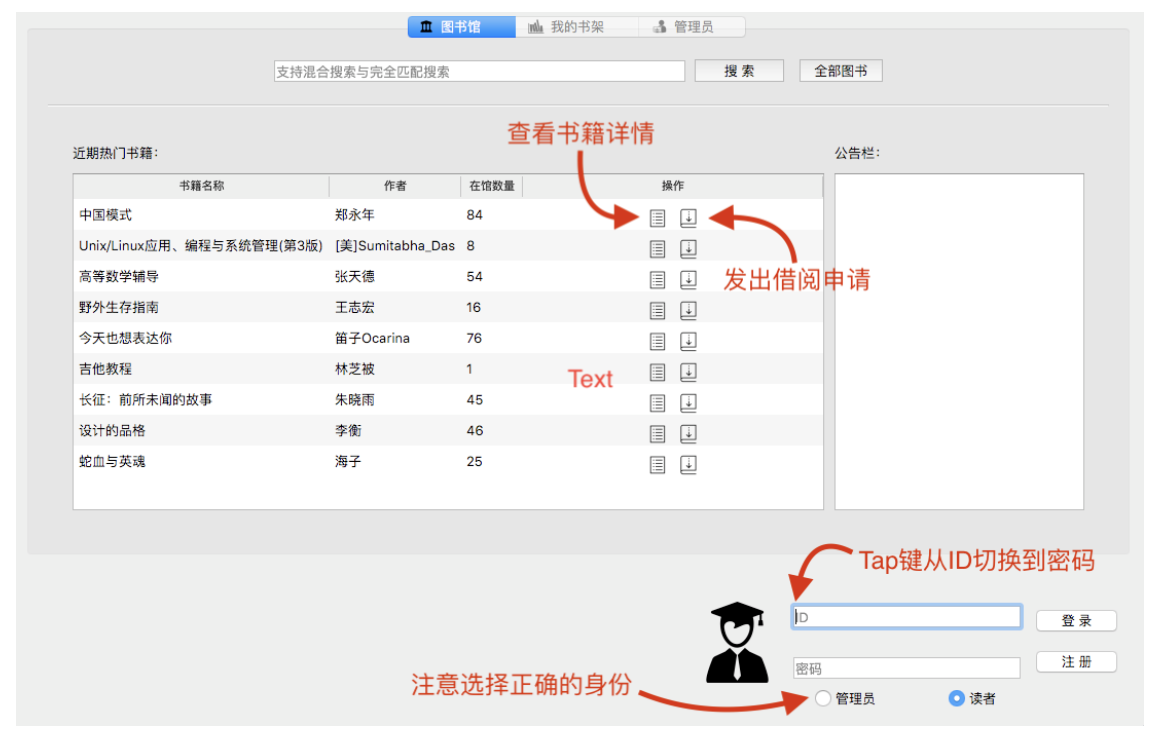 图书馆 我的书架 管理员
支持混合搜索与完全匹配搜索 搜 索 全部图书
查看书籍详情
近期热门书籍： 公告栏：
书籍名称 作者 在馆数量 操作
中国模式 郑永年 84
Unix/Linux应用、编程与系统管理(第3版) [美]Sumitabha_Das 8
发出借阅申请
高等数学辅导 张天德 54
野外生存指南 王志宏 16
今天也想表达你 笛子Ocarina 76
吉他教程 林芝被 1
Text
长征：前所未闻的故事 朱晓雨 45
设计的品格 李衡 46
蛇血与英魂 海子 25
Tap键从ID切换到密码
ID 登 录
密码 注 册
注意选择正确的身份
管理员 读者